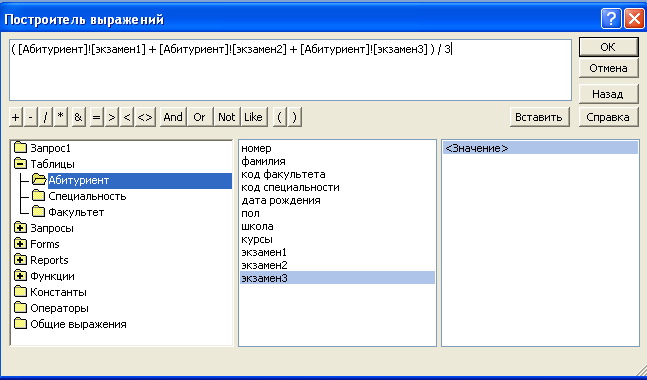 Построитель выражений
( [Абитуриент]![экзамен1] + [Абитуриент]![экзамен2] + [Абитуриент]![экзамен3] ) / 3
ОК
Отмена
Назад
+ - / * & = > < <> And Or Not Like ( ) Вставить Справка
Запрос1
Таблицы
Абитуриент
Специальность
Факультет
Запросы
Forms
Reports
Функции
Константы
Операторы
Общие выражения
номер
фамилия
код факультета
код специальности
дата рождения
пол
школа
курсы
экзамен1
экзамен2
экзамен3
<Значение>